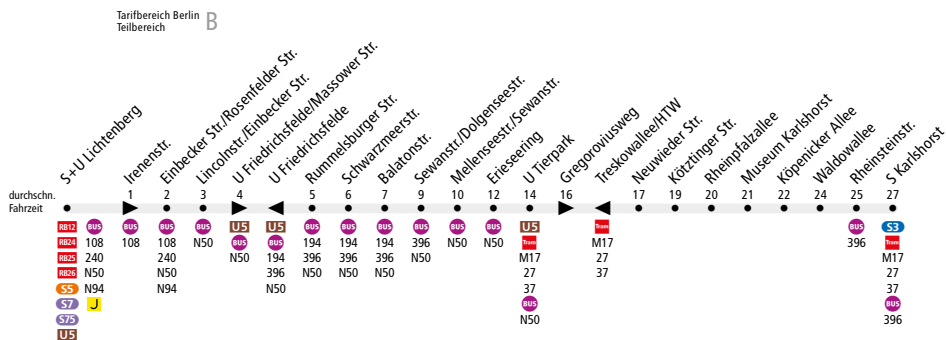 Tarifbereich Berlin
Teilbereich
B
S+U Lichtenberg
Irenenstr.
Einbecker Str./Rosenfelder Str.
Lincolnstr./Einbecker Str.
U Friedrichsfelde/Massower Str.
U Friedrichsfelde
Rummelsburger Str.
Schwarzmeerstr.
Balatonstr.
Sewanstr./Dolgenseestr.
Mellenseestr./Sewanstr.
Erieseering
U Tierpark
Gregoroviusweg
Treskowallee/HTW
Neuwieder Str.
Kötztinger Str.
Rheinpfalzallee
Museum Karlshorst
Köpenicker Allee
Waldowallee
Rheinsteinstr.
S Karlshorst
durchschn. 1 2 3 4 5 6 7 9 10 12 14 16 17 19 20 21 22 24 25 27
Fahrzeit
RB12 BUS BUS BUS BUS U5 U5 BUS BUS BUS BUS BUS BUS U5 Tram BUS S3
RB24 108 108 108 N50 BUS BUS 194 194 194 396 N50 N50 Tram M17 396 Tram
RB25 240 240 N50 194 396 396 396 N50 M17 27 M17
RB26 N50 N50 396 N50 N50 N50 27 37 27
S5 N94 N94 N50 37 37
S7 J BUS BUS
S75 N50 396
U5